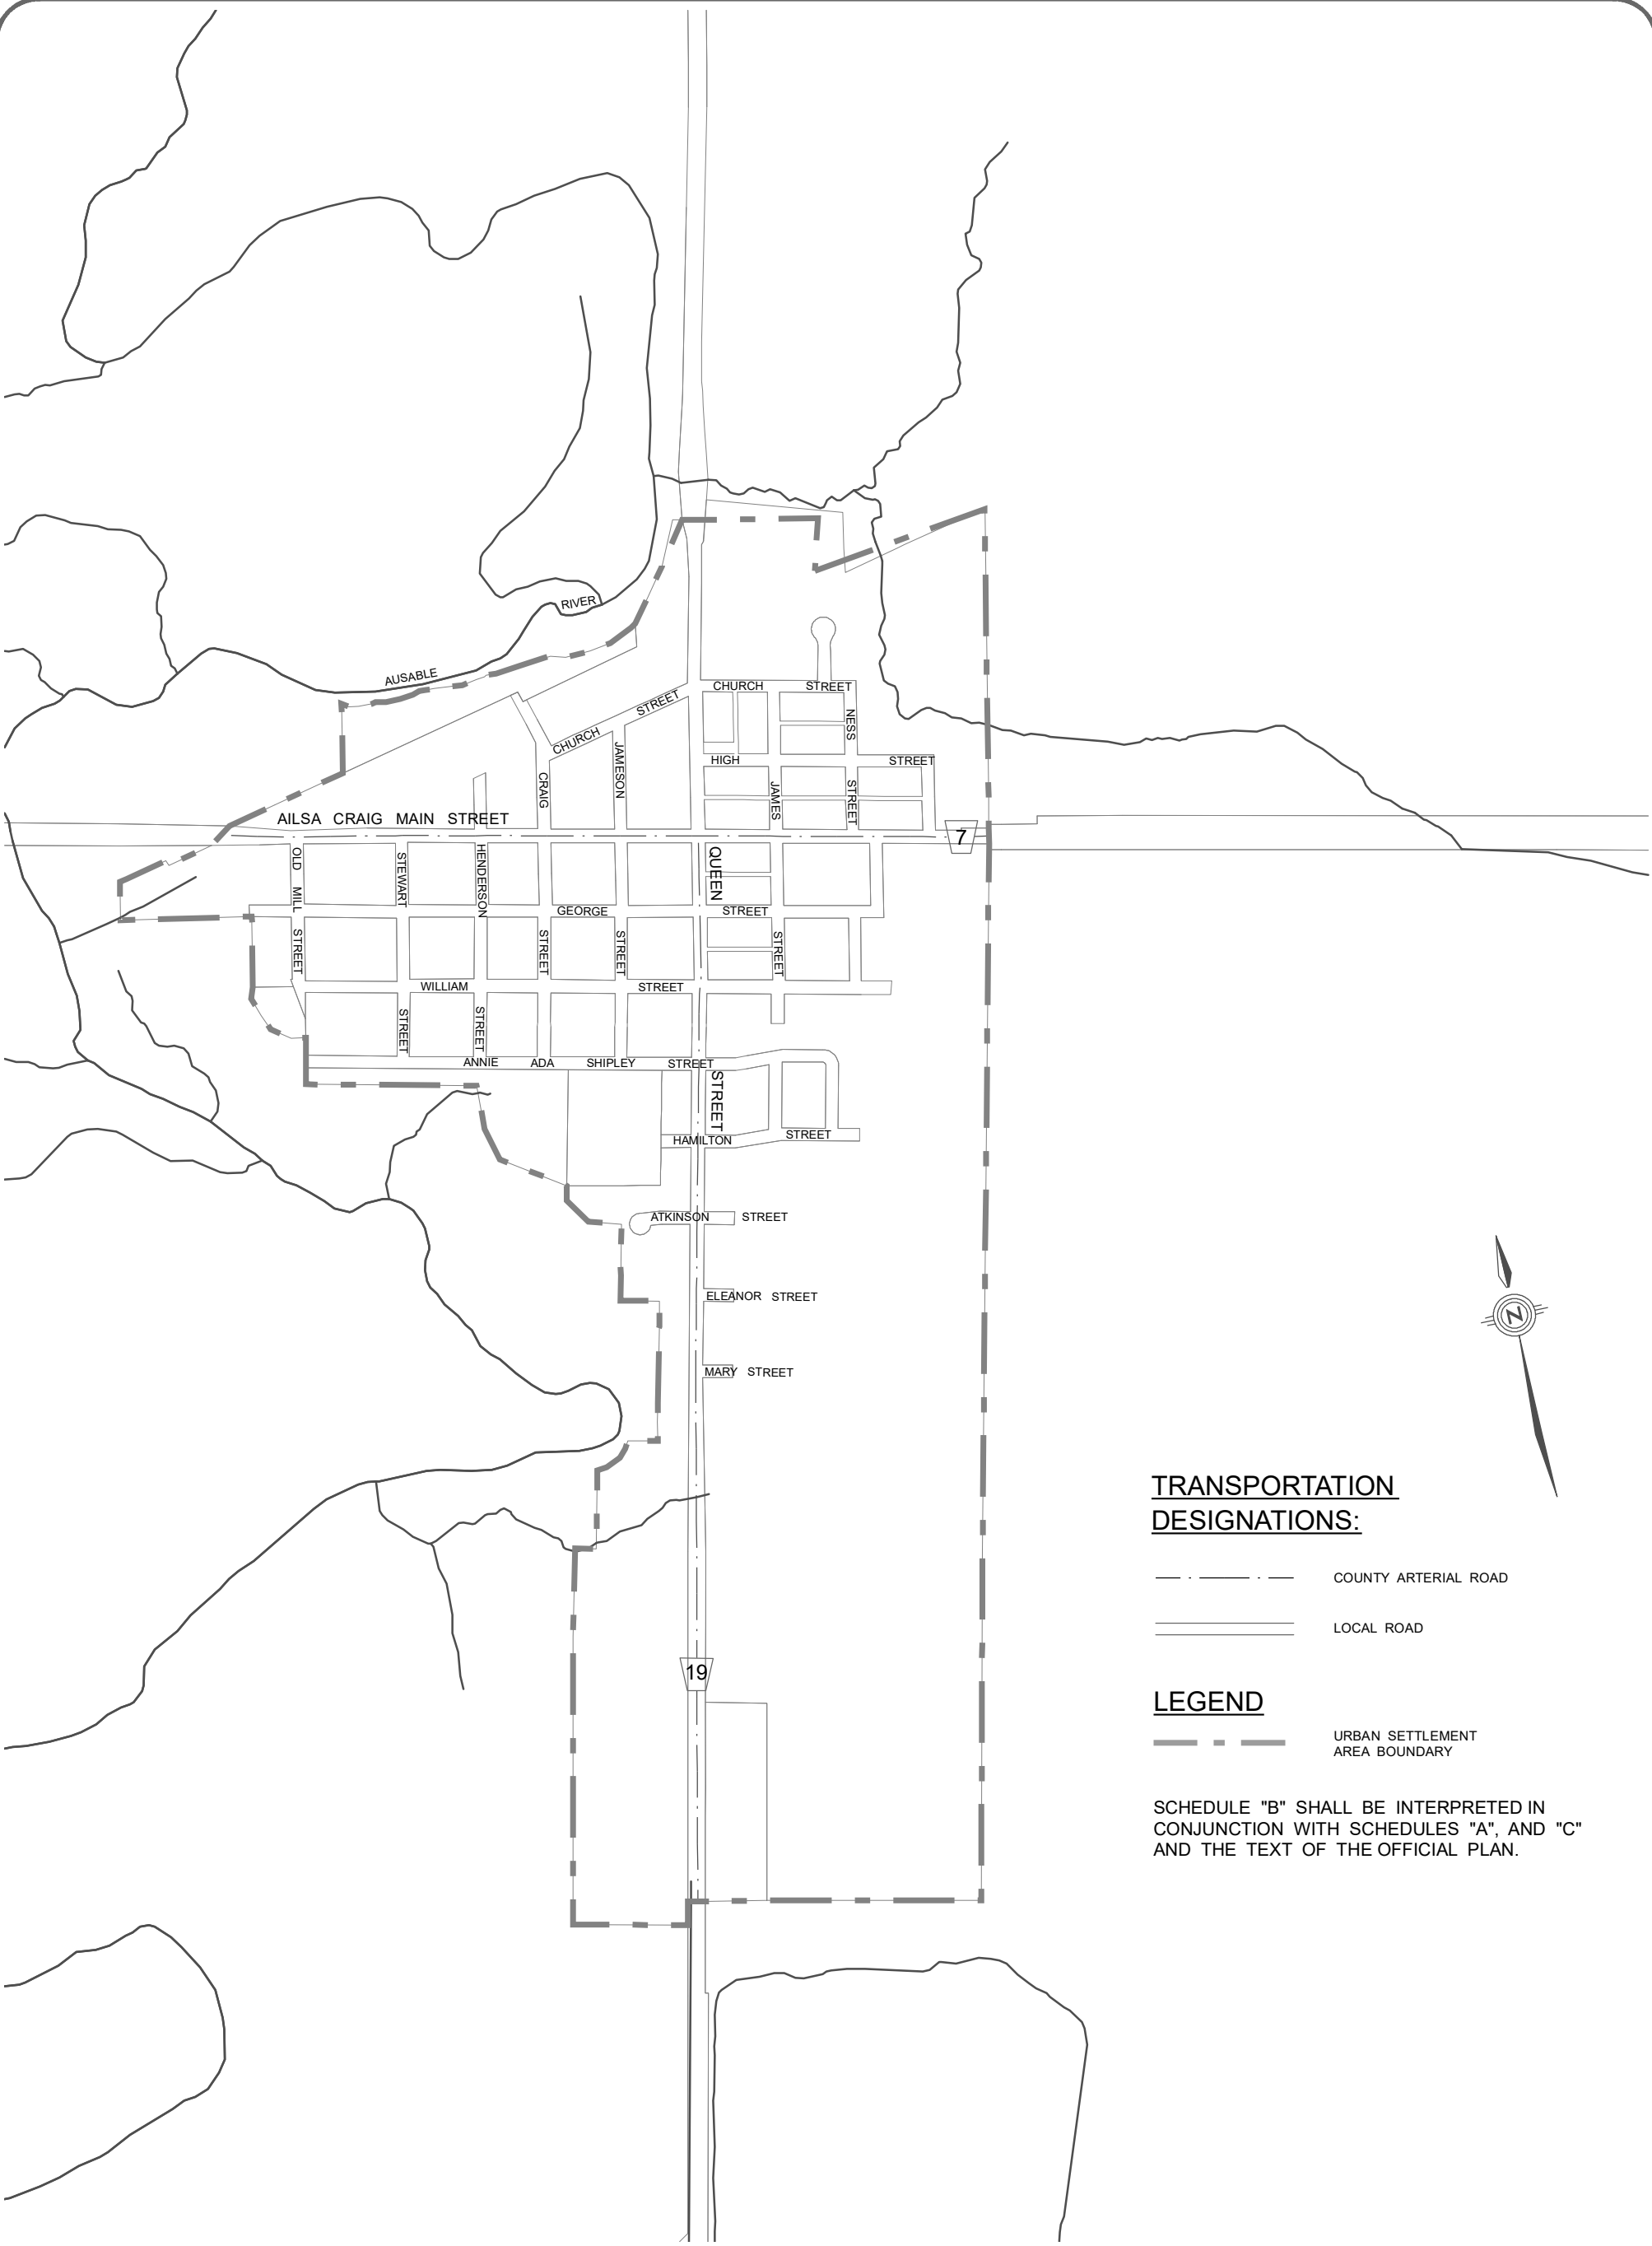 RIVER
AUSABLE
CHURCH STREET
CHURCH STREET
NESS STREET
HIGH STREET
JAMESON STREET
CRAIG STREET
JAMES STREET
AILSA CRAIG MAIN STREET
7
OLD MILL STREET
STEWART STREET
HENDERSON STREET
QUEEN STREET
GEORGE STREET
WILLIAM STREET
ANNIE ADA SHIPLEY STREET
HAMILTON STREET
ATKINSON STREET
ELEANOR STREET
MARY STREET
N
19
TRANSPORTATION
DESIGNATIONS:
COUNTY ARTERIAL ROAD
LOCAL ROAD
LEGEND
URBAN SETTLEMENT
AREA BOUNDARY
SCHEDULE "B" SHALL BE INTERPRETED IN
CONJUNCTION WITH SCHEDULES "A", AND "C"
AND THE TEXT OF THE OFFICIAL PLAN.